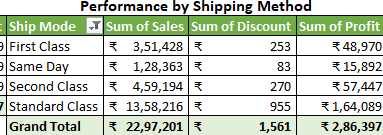 Performance by Shipping Method
Ship Mode Sum of Sales Sum of Discount Sum of Profit
First Class ₹ 3,51,428 ₹ 253 ₹ 48,970
Same Day ₹ 1,28,363 ₹ 83 ₹ 15,892
Second Class ₹ 4,59,194 ₹ 270 ₹ 57,447
Standard Class ₹ 13,58,216 ₹ 955 ₹ 1,64,089
Grand Total ₹ 22,97,201 ₹ 1,561 ₹ 2,86,397